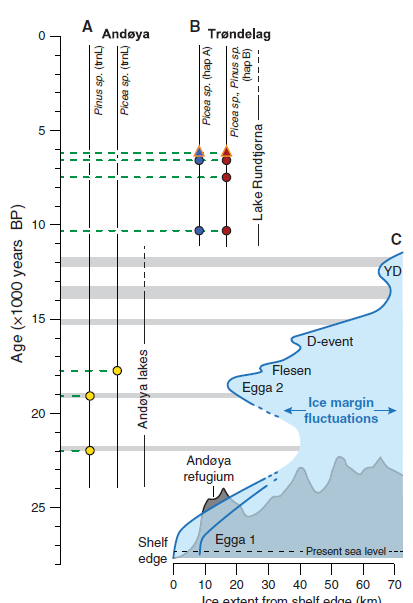 A Andøya
B Trøndelag
Pinus sp. (trnL)
Picea sp. (trnL)
Picea sp. (hap A)
Picea sp., Pinus sp.
(hap B)
Lake Rundtjørna
Andøya lakes
Age (×1000 years BP)
0
5
10
15
20
25
C
YD
D-event
Flesen
Egga 2
Ice margin
fluctuations
Andøya
refugium
Egga 1
Shelf
edge
Present sea level
0 10 20 30 40 50 60 70
Ice extent from shelf edge (km)